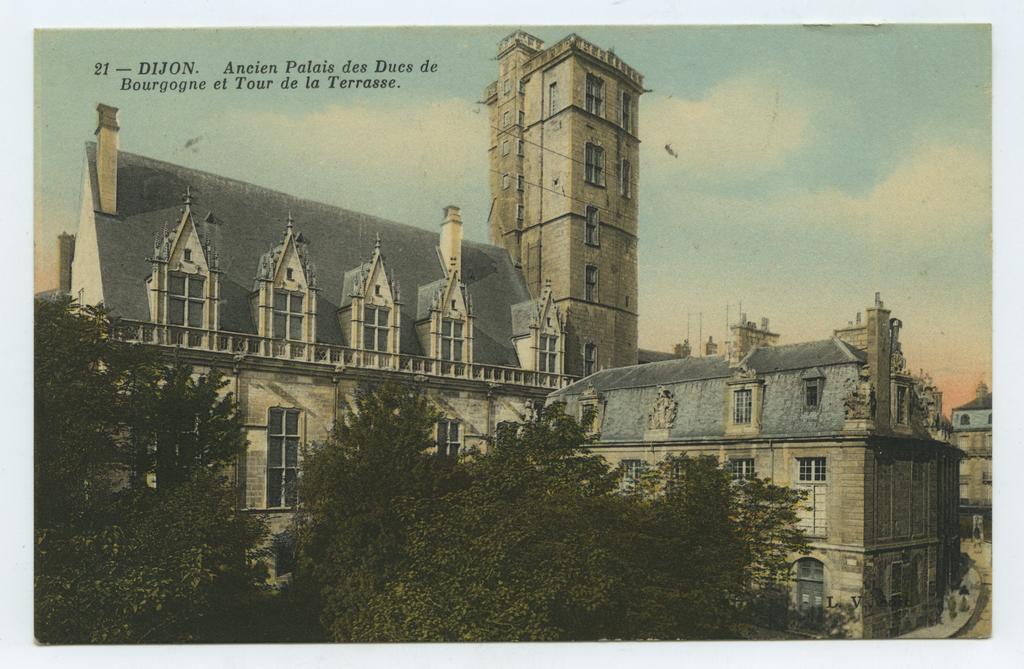 21 — DIJON. Ancien Palais des Ducs de
Bourgogne et Tour de la Terrasse.
L. V.